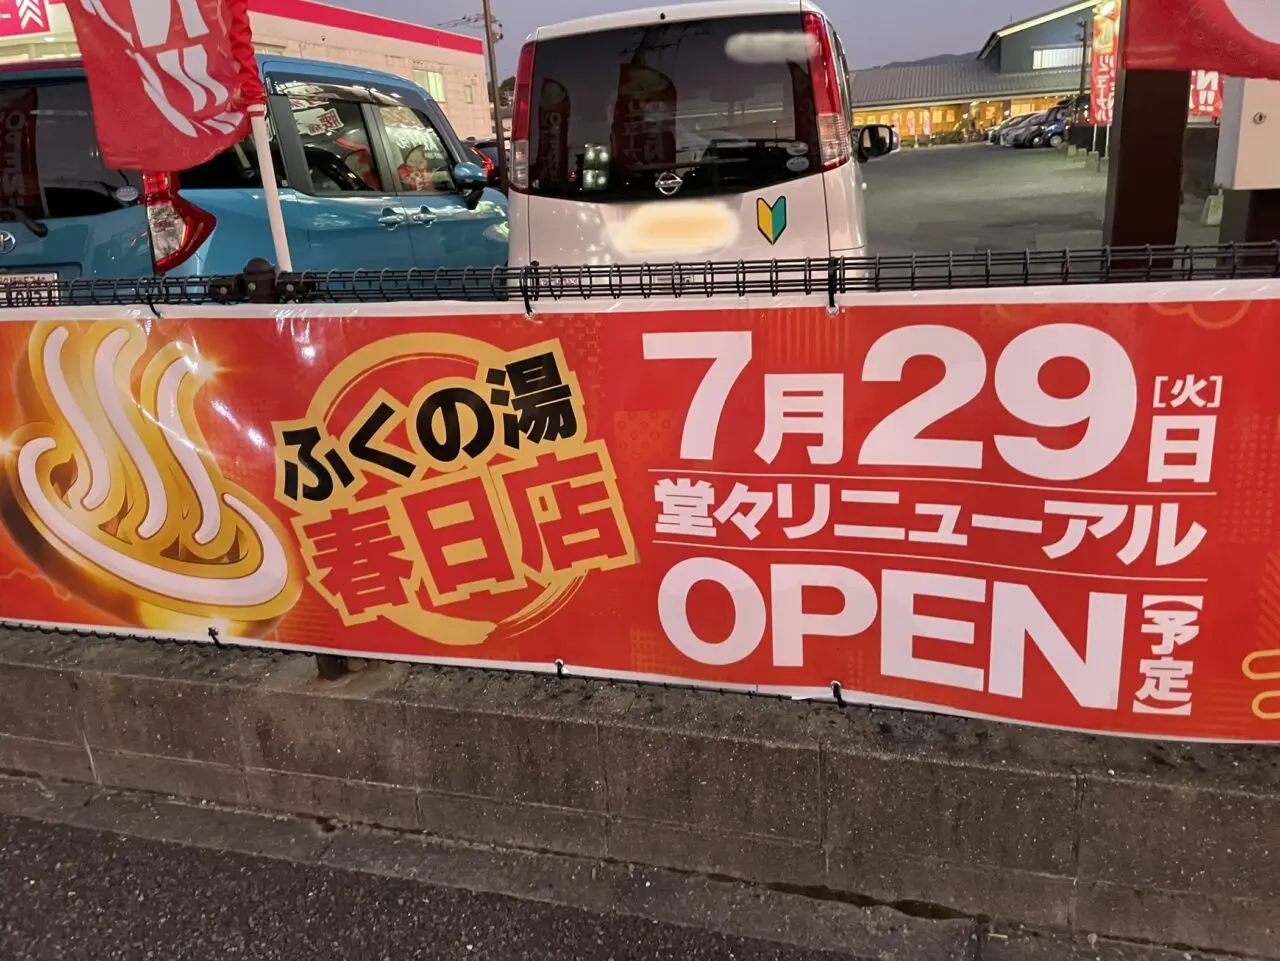 ふくの湯
春日店
7月29日[火]
堂々リニューアル
OPEN【予定】